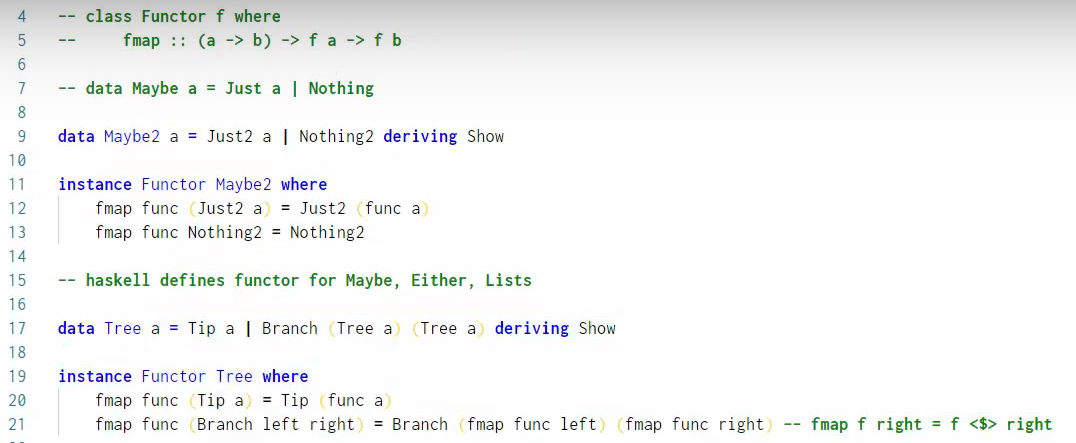 4 -- class Functor f where
5 --     fmap :: (a -> b) -> f a -> f b
6
7 -- data Maybe a = Just a | Nothing
8
9 data Maybe2 a = Just2 a | Nothing2 deriving Show
10
11 instance Functor Maybe2 where
12     fmap func (Just2 a) = Just2 (func a)
13     fmap func Nothing2 = Nothing2
14
15 -- haskell defines functor for Maybe, Either, Lists
16
17 data Tree a = Tip a | Branch (Tree a) (Tree a) deriving Show
18
19 instance Functor Tree where
20     fmap func (Tip a) = Tip (func a)
21     fmap func (Branch left right) = Branch (fmap func left) (fmap func right) -- fmap f right = f <$> right